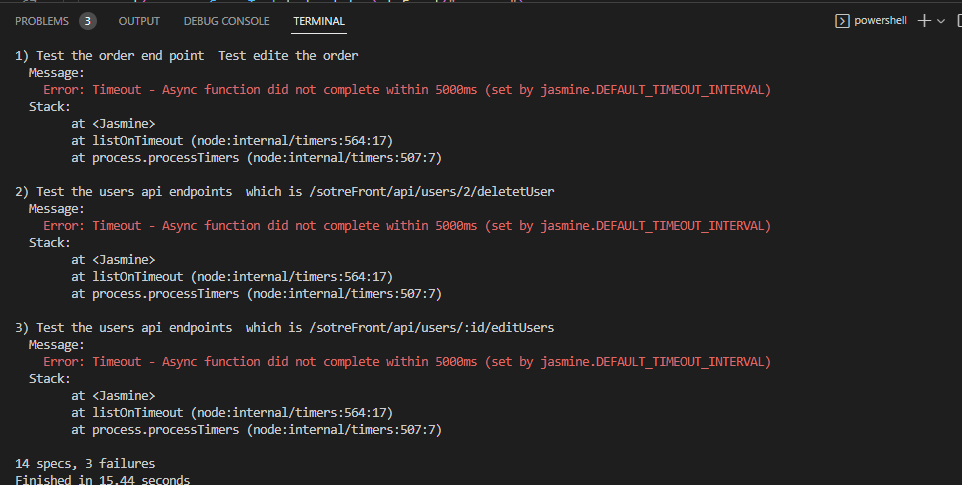 PROBLEMS 3 OUTPUT DEBUG CONSOLE TERMINAL powershell
1) Test the order end point  Test edite the order
Message:
Error: Timeout - Async function did not complete within 5000ms (set by jasmine.DEFAULT_TIMEOUT_INTERVAL)
Stack:
at <Jasmine>
at listOnTimeout (node:internal/timers:564:17)
at process.processTimers (node:internal/timers:507:7)
2) Test the users api endpoints  which is /sotreFront/api/users/2/deletetUser
Message:
Error: Timeout - Async function did not complete within 5000ms (set by jasmine.DEFAULT_TIMEOUT_INTERVAL)
Stack:
at <Jasmine>
at listOnTimeout (node:internal/timers:564:17)
at process.processTimers (node:internal/timers:507:7)
3) Test the users api endpoints  which is /sotreFront/api/users/:id/editUsers
Message:
Error: Timeout - Async function did not complete within 5000ms (set by jasmine.DEFAULT_TIMEOUT_INTERVAL)
Stack:
at <Jasmine>
at listOnTimeout (node:internal/timers:564:17)
at process.processTimers (node:internal/timers:507:7)
14 specs, 3 failures
Finished in 15.44 seconds